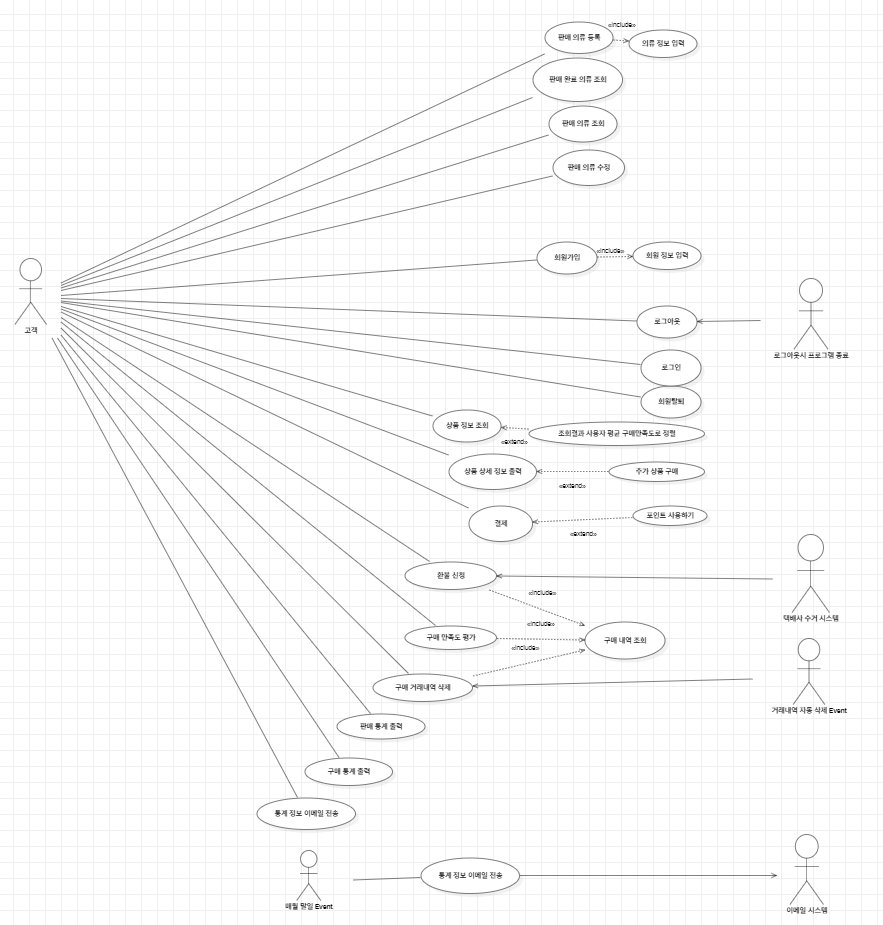 «include»
판매 의류 등록
의류 정보 입력
판매 완료 의류 조회
판매 의류 조회
판매 의류 수정
«include»
회원가입
회원 정보 입력
고객
로그아웃
로그아웃시 프로그램 종료
로그인
회원탈퇴
상품 정보 조회
조회결과 사용자 평균 구매만족도로 정렬
«extend»
상품 상세 정보 출력
추가 상품 구매
«extend»
결제
포인트 사용하기
«extend»
환불 신청
«include»
택배사 수거 시스템
«include»
구매 만족도 평가
구매 내역 조회
«include»
구매 거래내역 삭제
거래내역 자동 삭제 Event
판매 통계 출력
구매 통계 출력
통계 정보 이메일 전송
통계 정보 이메일 전송
매월 말일 Event
이메일 시스템